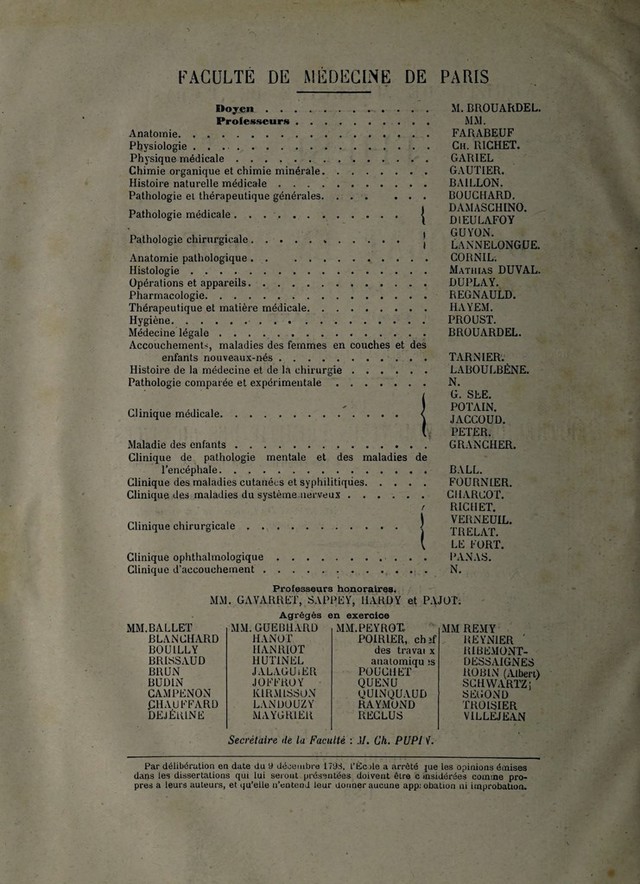 FACULTÉ DE MÉDECINE DE PARIS
Doyen . . . . . . . . . . . . M. BROUARDEL.
Professeurs . . . . . . . . . . MM.
Anatomie. . . . . . . . . . . . . . . . . . FARABEUF
Physiologie . . . . . . . . . . . . . . . . . CH. RICHET.
Physique médicale . . . . . . . . . . . . . . GARIEL
Chimie organique et chimie minérale. . . . . . . . GAUTIER.
Histoire naturelle médicale . . . . . . . . . . . BAILLON.
Pathologie et thérapeutique générales. . . . . . . BOUCHARD.
Pathologie médicale . . . . . . . . . . . . { DAMASCHINO.
DIEULAFOY
Pathologie chirurgicale . . . . . . . . . . . { GUYON.
LANNELONGUE.
Anatomie pathologique . . . . . . . . . . . . CORNIL.
Histologie . . . . . . . . . . . . . . . . . MATHIAS DUVAL.
Opérations et appareils. . . . . . . . . . . . . DUPLAY.
Pharmacologie. . . . . . . . . . . . . . . . REGNAULD.
Thérapeutique et matière médicale. . . . . . . . . HAYEM.
Hygiène. . . . . . . . . . . . . . . . . . PROUST.
Médecine légale . . . . . . . . . . . . . . . BROUARDEL.
Accouchements, maladies des femmes en couches et des
enfants nouveaux-nés . . . . . . . . . . . TARNIER.
Histoire de la médecine et de la chirurgie . . . . . . LABOULBÈNE.
Pathologie comparée et expérimentale . . . . . . . N.
Clinique médicale. . . . . . . . . . . . . { G. SÉE.
POTAIN.
JACCOUD.
PETER.
Maladie des enfants . . . . . . . . . . . . . . GRANCHER.
Clinique de pathologie mentale et des maladies de
l'encéphale. . . . . . . . . . . . . . . BALL.
Clinique des maladies cutanées et syphilitiques. . . . . FOURNIER.
Clinique des maladies du système nerveux . . . . . . CHARCOT.
Clinique chirurgicale . . . . . . . . . . . { RICHET.
VERNEUIL.
TRELAT.
LE FORT.
Clinique ophthalmologique . . . . . . . . . . . PANAS.
Clinique d'accouchement . . . . . . . . . . . . N.
Professeurs honoraires.
MM. GAVARRET, SAPPEY, HARDY et PAJOT.
Agrégés en exercice
MM.BALLET MM. GUEBHARD MM.PEYROT MM REMY
BLANCHARD HANOT POIRIER, chef REYNIER
BOUILLY HANRIOT des travaux RIBEMONT-
BRISSAUD HUTINEL anatomiques DESSAIGNES
BRUN JALAGUIER POUCHET ROBIN (Albert)
BUDIN JOFFROY QUENU SCHWARTZ;
CAMPENON KIRMISSON QUINQUAUD SEGOND
CHAUFFARD LANDOUZY RAYMOND TROISIER
DEJÉRINE MAYGRIER RECLUS VILLEJEAN
Secrétaire de la Faculté : M. Ch. PUPIN.
Par délibération en date du 9 décembre 1798, l'École a arrêté que les opinions émises
dans les dissertations qui lui seront présentées doivent être considérées comme pro-
pres a leurs auteurs, et qu'elle n'entend leur donner aucune approbation ni improbation.